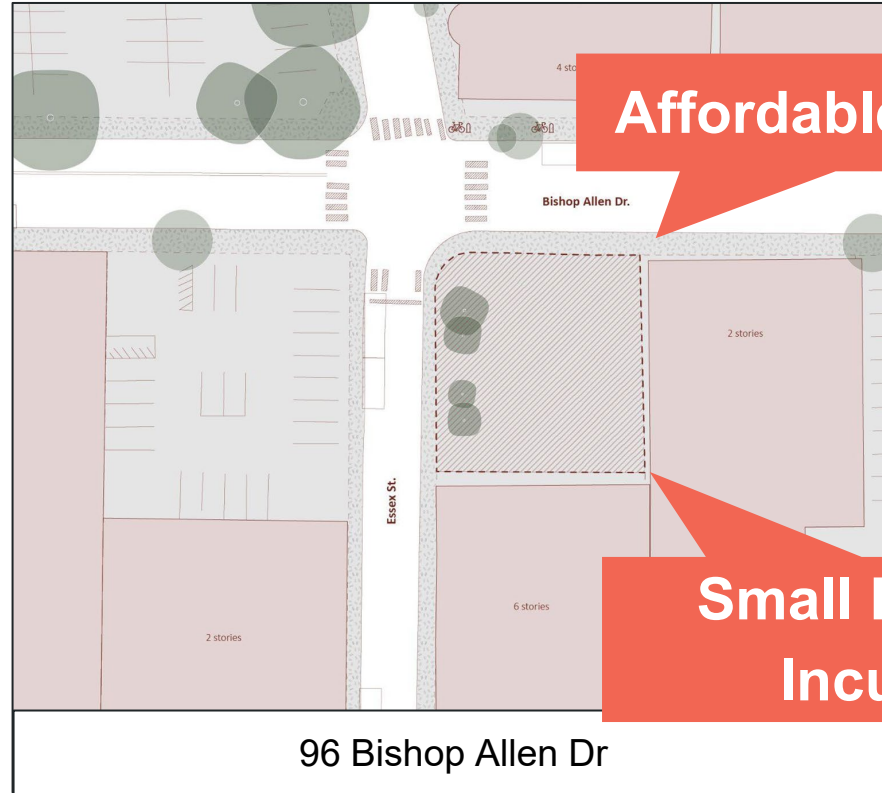 4 sto
Affordable
Bishop Allen Dr.
2 stories
Essex St.
Small
6 stories
Incu
2 stories
96 Bishop Allen Dr